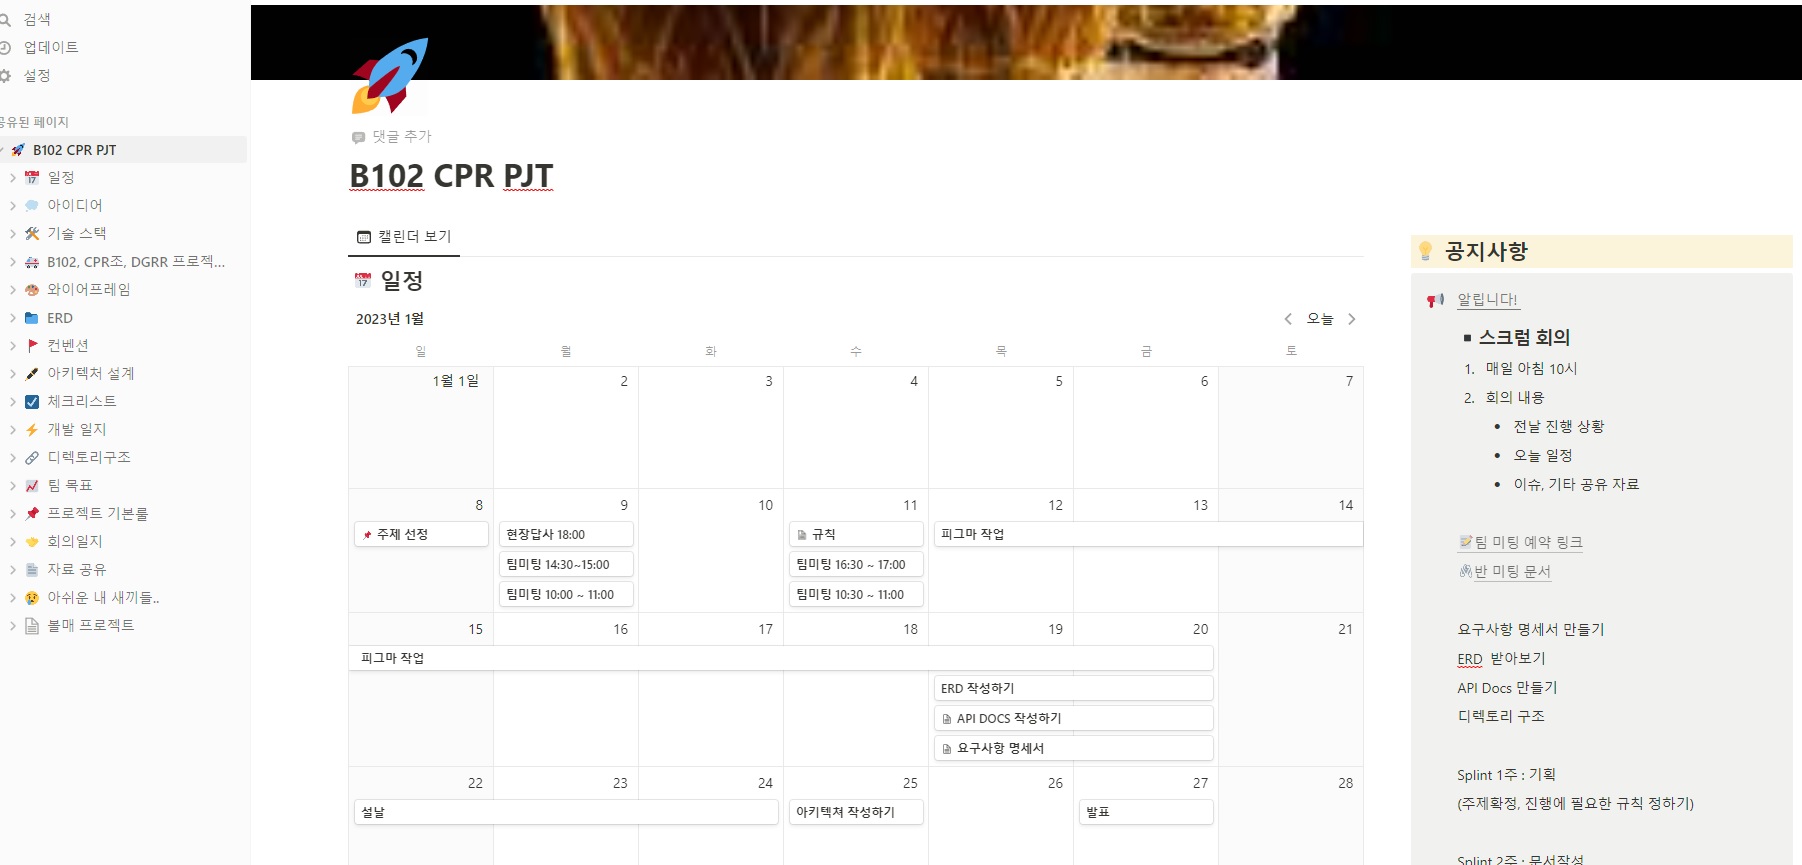 검색
업데이트
설정
공유된 페이지
B102 CPR PJT
일정
아이디어
기술 스택
B102, CPR조, DGRR 프로젝...
와이어프레임
ERD
컨벤션
아키텍처 설계
체크리스트
개발 일지
디렉토리구조
팀 목표
프로젝트 기본룰
회의일지
자료 공유
아쉬운 내 새끼들..
볼매 프로젝트
댓글 추가
B102 CPR PJT
캘린더 보기
일정
2023년 1월
오늘
일 월 화 수 목 금 토
1월 1일 2 3 4 5 6 7
8 9 10 11 12 13 14
주제 선정 현장답사 18:00 규칙 피그마 작업
팀미팅 14:30~15:00 팀미팅 16:30 ~ 17:00
팀미팅 10:00 ~ 11:00 팀미팅 10:30 ~ 11:00
15 16 17 18 19 20 21
피그마 작업
ERD 작성하기
API DOCS 작성하기
요구사항 명세서
22 23 24 25 26 27 28
설날 아키텍쳐 작성하기 발표
공지사항
알립니다!
▪ 스크럼 회의
1. 매일 아침 10시
2. 회의 내용
• 전날 진행 상황
• 오늘 일정
• 이슈, 기타 공유 자료
팀 미팅 예약 링크
반 미팅 문서
요구사항 명세서 만들기
ERD 받아보기
API Docs 만들기
디렉토리 구조
Splint 1주 : 기획
(주제확정, 진행에 필요한 규칙 정하기)
Splint 2주 : 문서작성